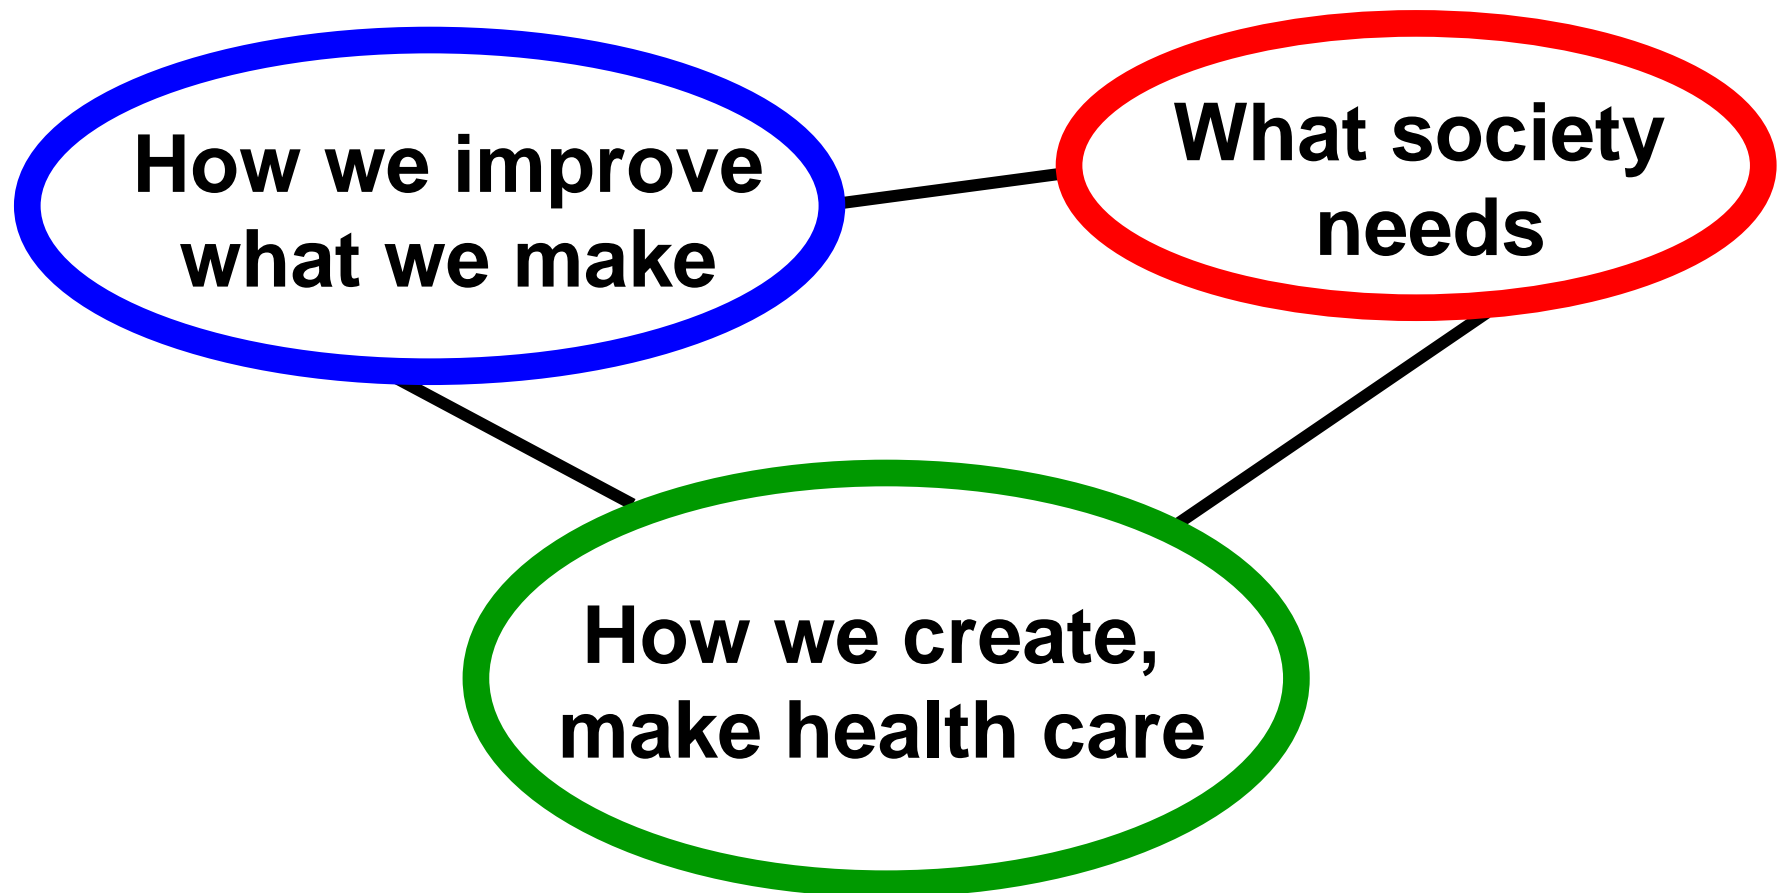 How we improve
what we make
What society
needs
How we create,
make health care